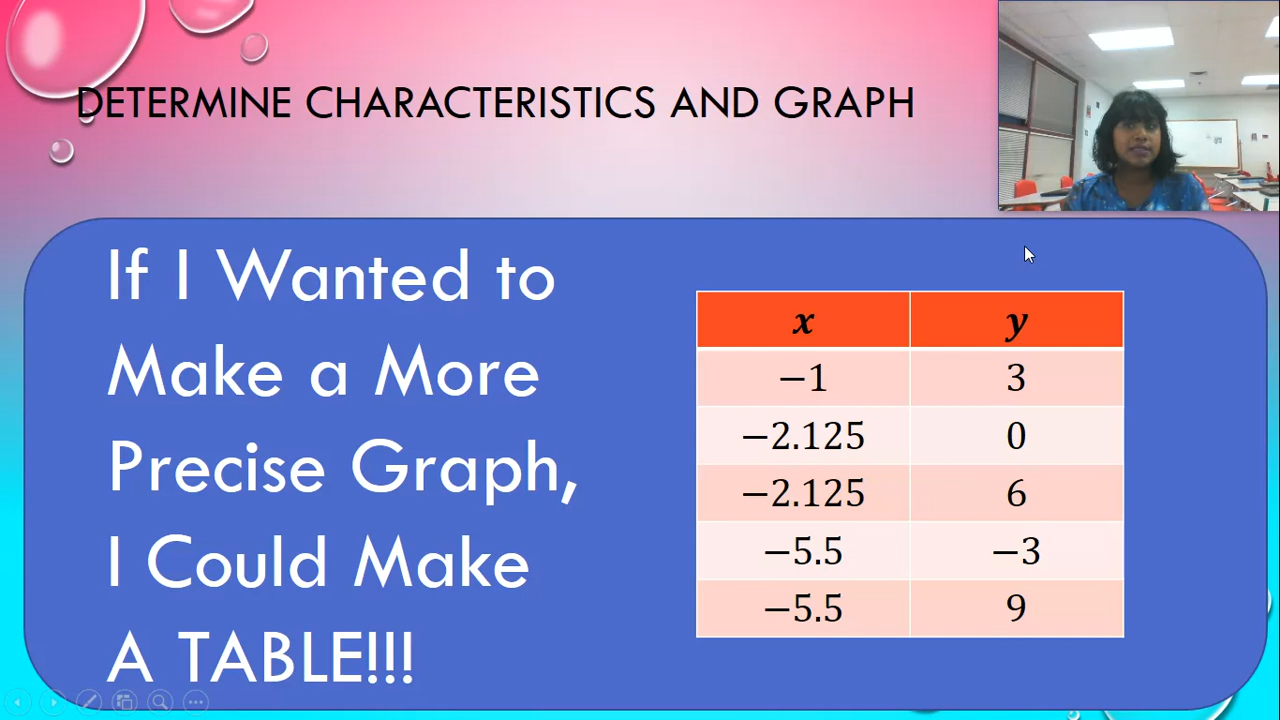 DETERMINE CHARACTERISTICS AND GRAPH
If I Wanted to
Make a More
Precise Graph,
I Could Make
A TABLE!!!
x y
−1 3
−2.125 0
−2.125 6
−5.5 −3
−5.5 9